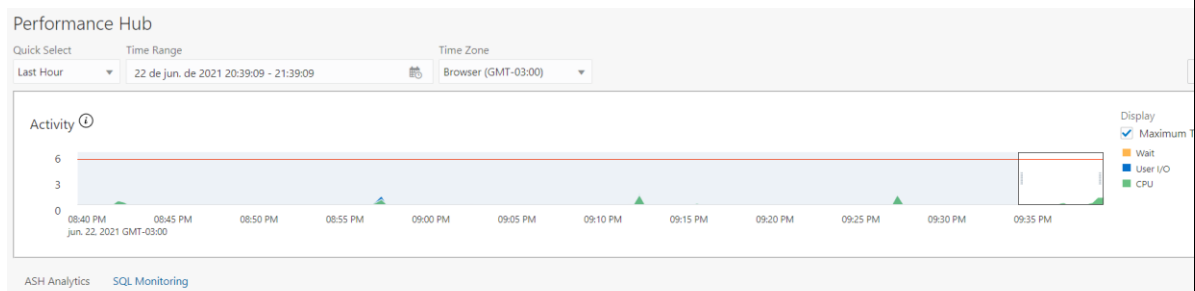 Performance Hub
Quick Select
Time Range
Time Zone
Last Hour
22 de jun. de 2021 20:39:09 - 21:39:09
Browser (GMT-03:00)
Activity
Display
Maximum T
Wait
User I/O
CPU
6
3
0
08:40 PM 08:45 PM 08:50 PM 08:55 PM 09:00 PM 09:05 PM 09:10 PM 09:15 PM 09:20 PM 09:25 PM 09:30 PM 09:35 PM
jun. 22, 2021 GMT-03:00
ASH Analytics SQL Monitoring